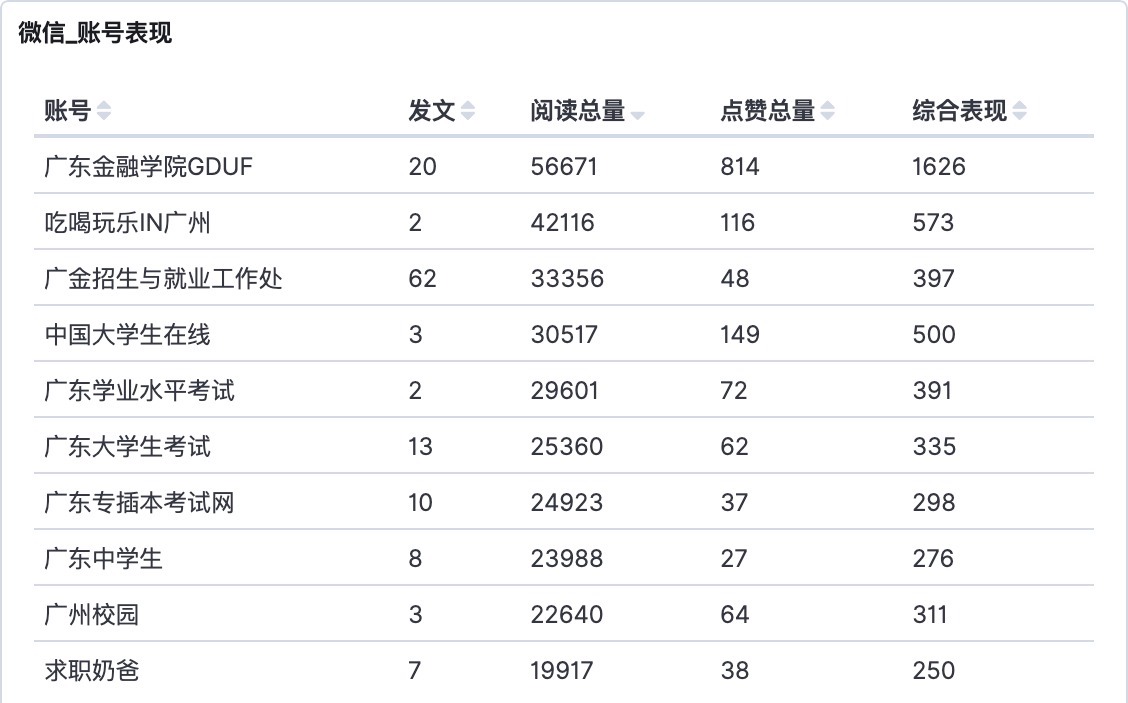 微信_账号表现
账号 发文 阅读总量 点赞总量 综合表现
广东金融学院GDUF 20 56671 814 1626
吃喝玩乐IN广州 2 42116 116 573
广金招生与就业工作处 62 33356 48 397
中国大学生在线 3 30517 149 500
广东学业水平考试 2 29601 72 391
广东大学生考试 13 25360 62 335
广东专插本考试网 10 24923 37 298
广东中学生 8 23988 27 276
广州校园 3 22640 64 311
求职奶爸 7 19917 38 250